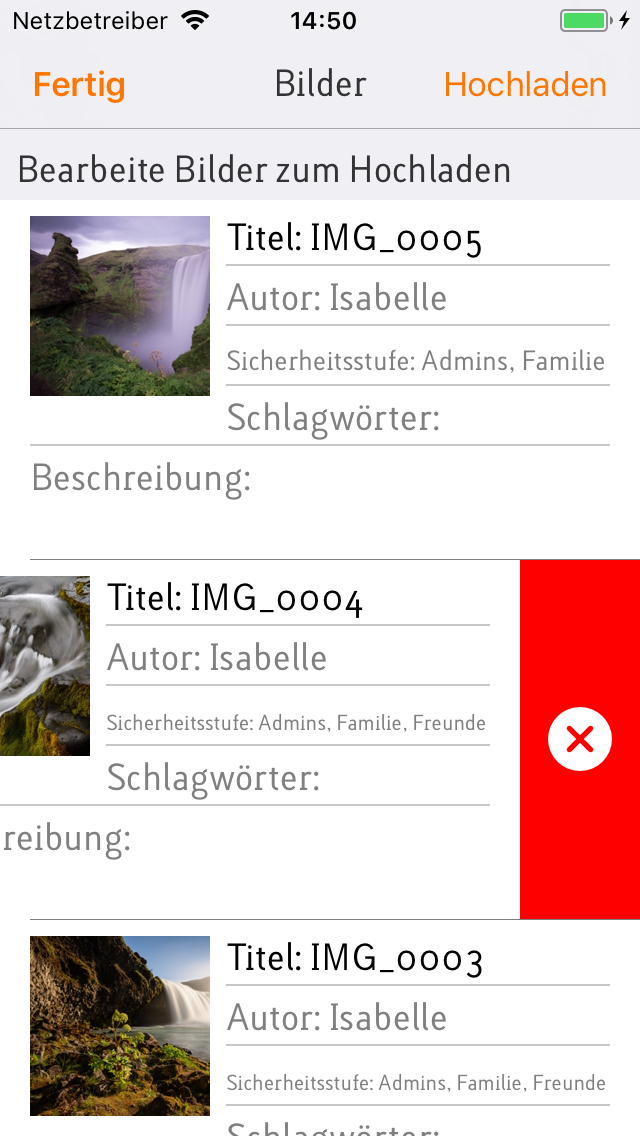 Netzbetreiber 14:50
Fertig Bilder Hochladen
Bearbeite Bilder zum Hochladen
Titel: IMG_0005
Autor: Isabelle
Sicherheitsstufe: Admins, Familie
Schlagwörter:
Beschreibung:
Titel: IMG_0004
Autor: Isabelle
Sicherheitsstufe: Admins, Familie, Freunde
Schlagwörter:
reibung:
Titel: IMG_0003
Autor: Isabelle
Sicherheitsstufe: Admins, Familie, Freunde
Schlagwörter: